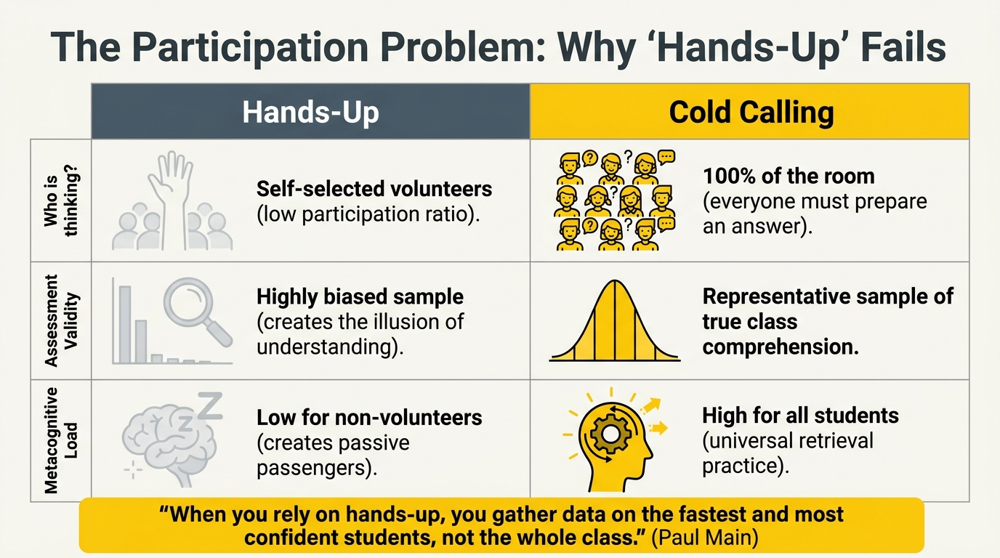 The Participation Problem: Why ‘Hands-Up’ Fails
Hands-Up
Cold Calling
Who is
thinking?
Self-selected volunteers
(low participation ratio).
?
?
?
?
?
100% of the room
(everyone must prepare
an answer).
Assessment
Validity
Highly biased sample
(creates the illusion of
understanding).
Representative sample of
true class
comprehension.
Metacognitive
Load
Z
z
Low for non-volunteers
(creates passive
passengers).
High for all students
(universal retrieval
practice).
“When you rely on hands-up, you gather data on the fastest and most
confident students, not the whole class.” (Paul Main)